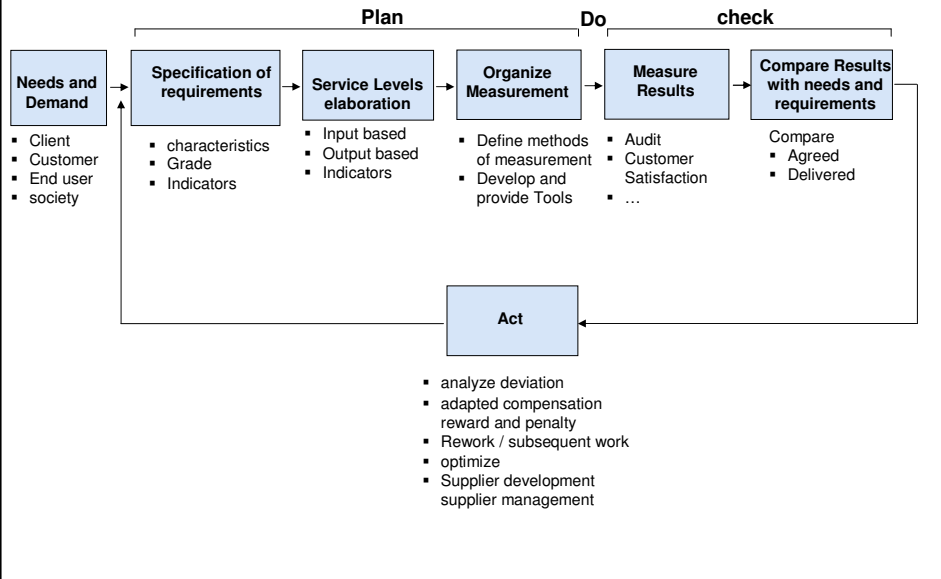 Plan
Do
check
Needs and
Demand
▪ Client
▪ Customer
▪ End user
▪ society
Specification of
requirements
▪ characteristics
▪ Grade
▪ Indicators
Service Levels
elaboration
▪ Input based
▪ Output based
▪ Indicators
Organize
Measurement
▪ Define methods
of measurement
▪ Develop and
provide Tools
Measure
Results
▪ Audit
▪ Customer
Satisfaction
▪ …
Compare Results
with needs and
requirements
Compare
▪ Agreed
▪ Delivered
Act
▪ analyze deviation
▪ adapted compensation
reward and penalty
▪ Rework / subsequent work
▪ optimize
▪ Supplier development
supplier management